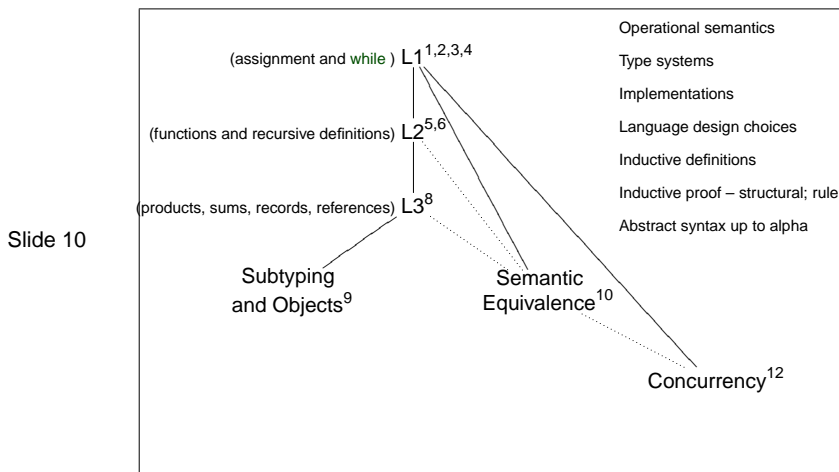 Operational semantics
(assignment and while ) L1 1,2,3,4
Type systems
Implementations
(functions and recursive definitions) L2 5,6
Language design choices
Inductive definitions
Inductive proof – structural; rule
(products, sums, records, references) L3 8
Abstract syntax up to alpha
Slide 10
Subtyping
and Objects 9
Semantic
Equivalence 10
Concurrency 12